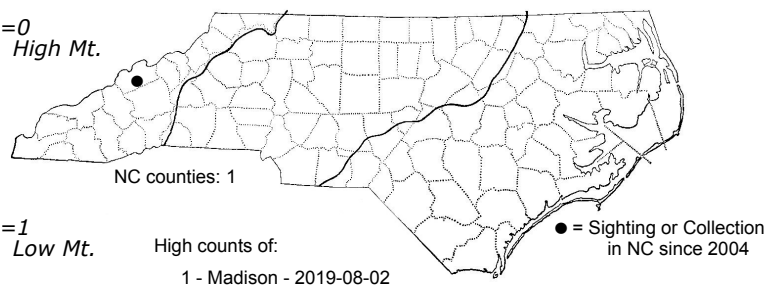 =0
High Mt.
NC counties: 1
=1
Low Mt.
High counts of:
1 - Madison - 2019-08-02
● = Sighting or Collection
in NC since 2004